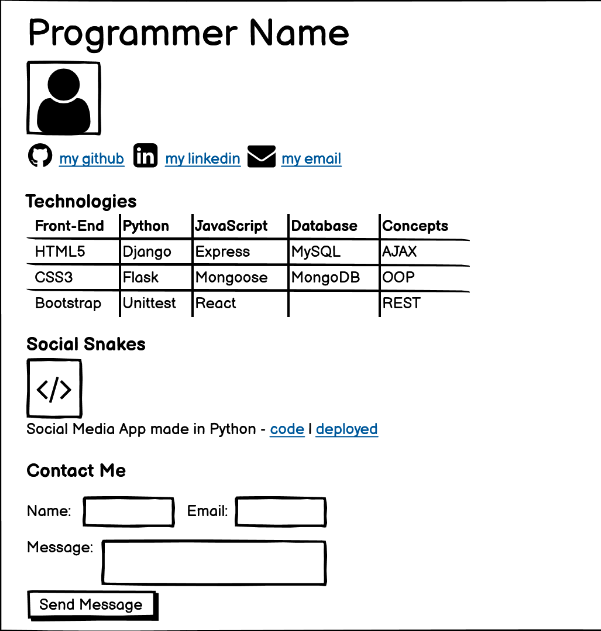 Programmer Name
in my github my linkedin my email
Technologies
Front-End Python JavaScript Database Concepts
HTML5 Django Express MySQL AJAX
CSS3 Flask Mongoose MongoDB OOP
Bootstrap Unittest React REST
Social Snakes
</>
Social Media App made in Python - code | deployed
Contact Me
Name: Email:
Message:
Send Message